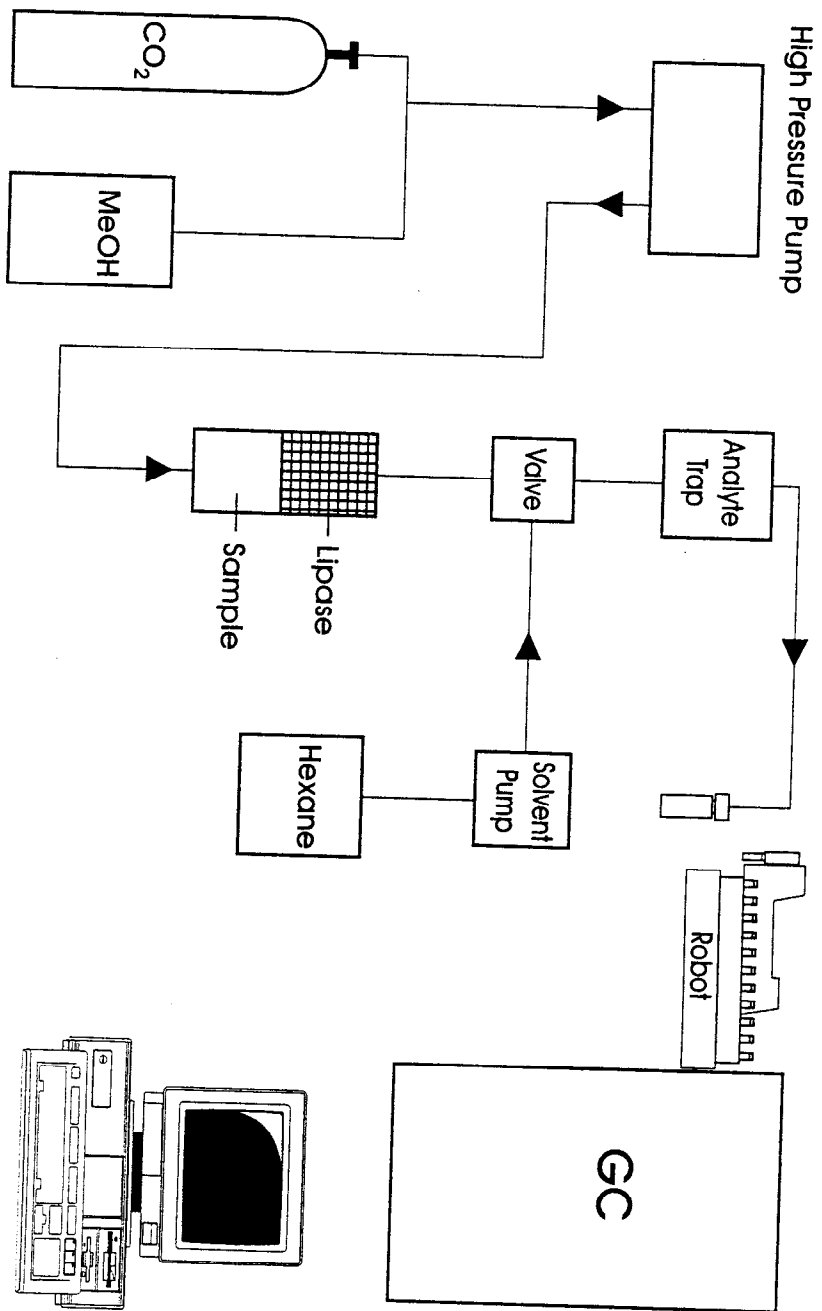 High Pressure Pump
CO₂
MeOH
Analyte
Trap
Valve
Lipase
Sample
Solvent
Pump
Hexane
Robot
GC